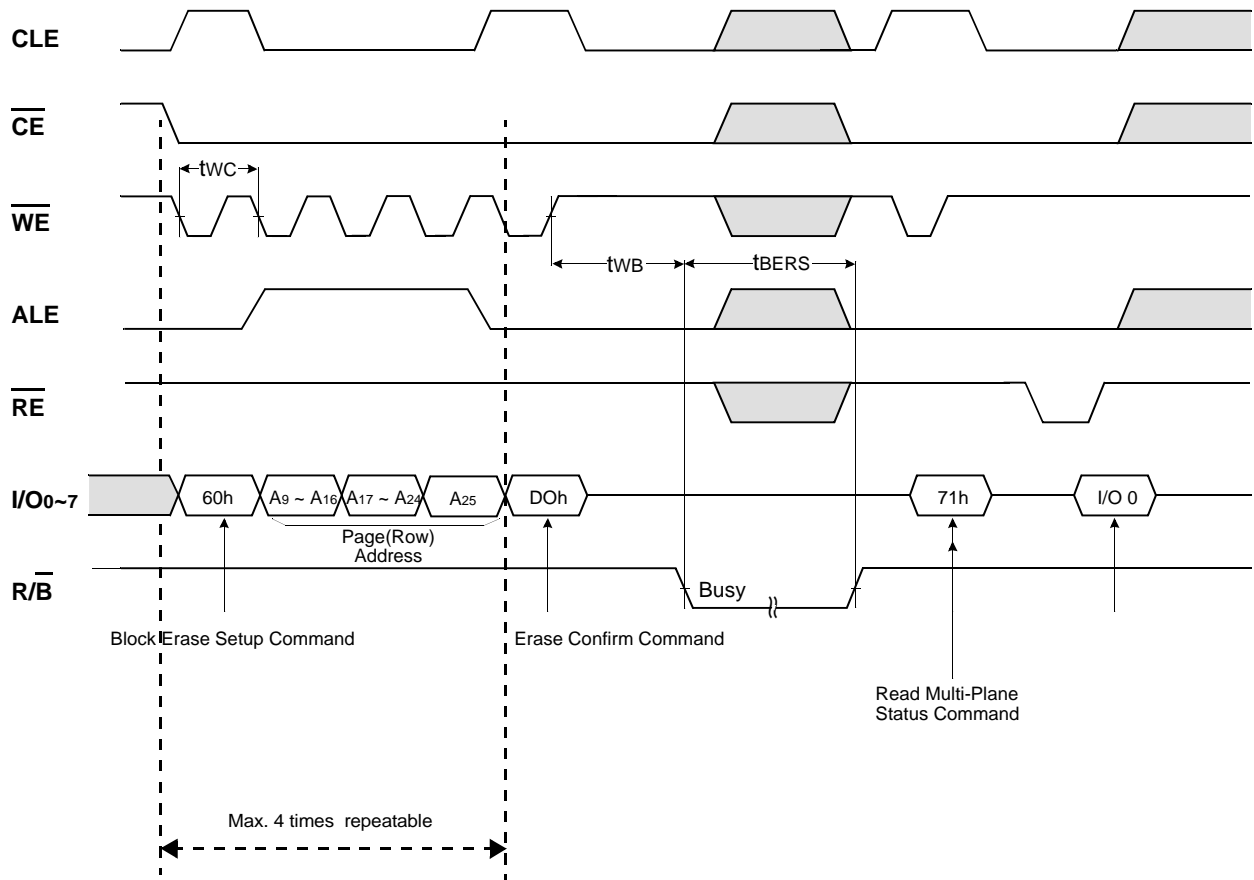 CLE
CE
tWC
WE
tWB
tBERS
ALE
RE
I/O0~7
60h
A9 ~ A16
A17 ~ A24
A25
DOh
71h
I/O 0
Page(Row)
Address
R/B
Busy
Block Erase Setup Command
Erase Confirm Command
Read Multi-Plane
Status Command
Max. 4 times repeatable